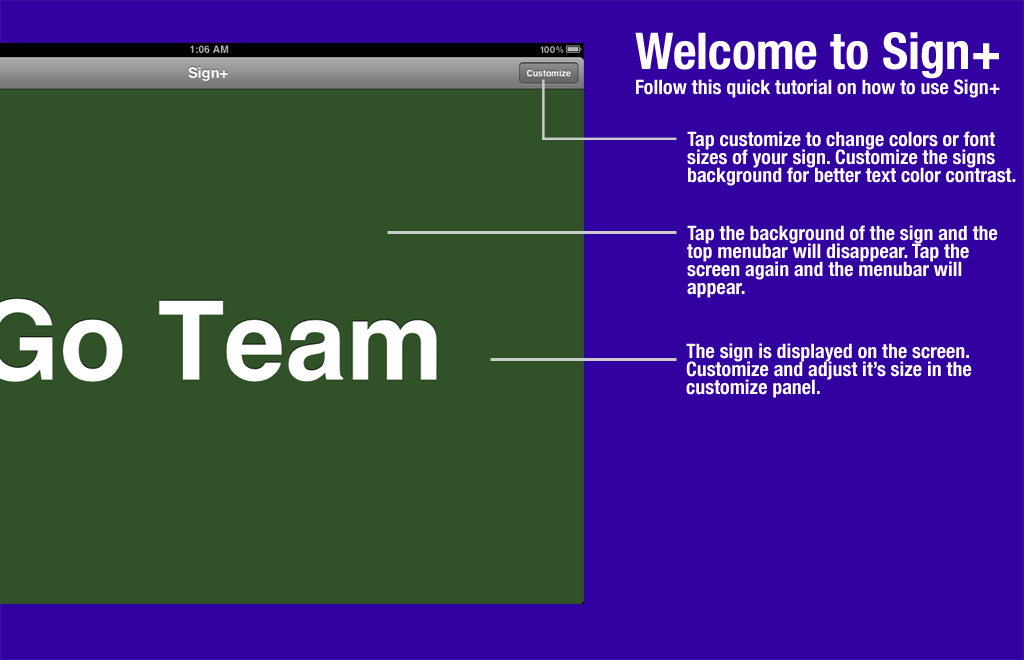 1:06 AM
100%
Sign+
Customize
Go Team
Welcome to Sign+
Follow this quick tutorial on how to use Sign+
Tap customize to change colors or font
sizes of your sign. Customize the signs
background for better text color contrast.
Tap the background of the sign and the
top menubar will disappear. Tap the
screen again and the menubar will
appear.
The sign is displayed on the screen.
Customize and adjust it's size in the
customize panel.